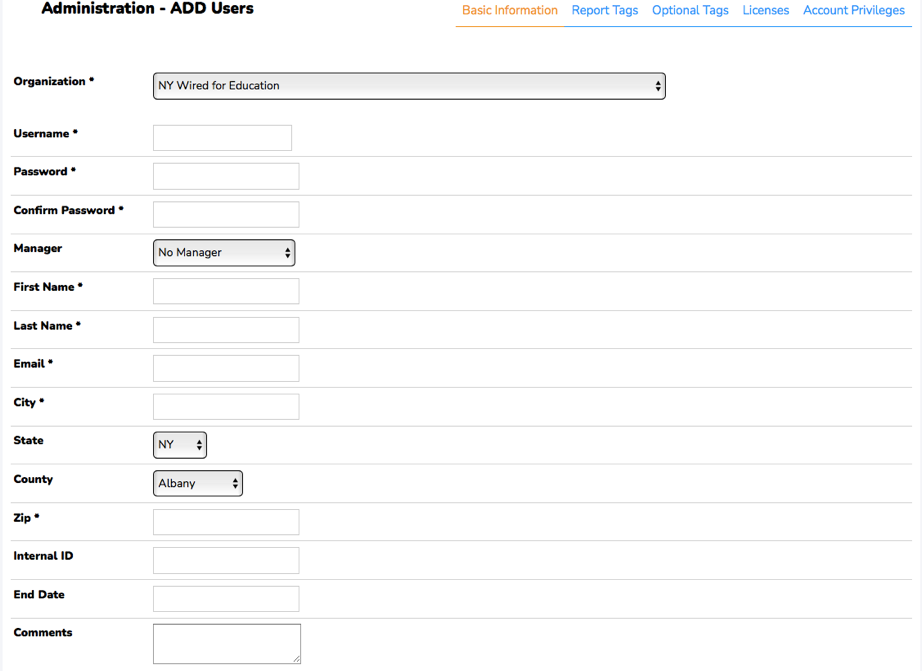 Administration - ADD Users
Basic Information Report Tags Optional Tags Licenses Account Privileges
Organization * NY Wired for Education
Username *
Password *
Confirm Password *
Manager No Manager
First Name *
Last Name *
Email *
City *
State NY
County Albany
Zip *
Internal ID
End Date
Comments